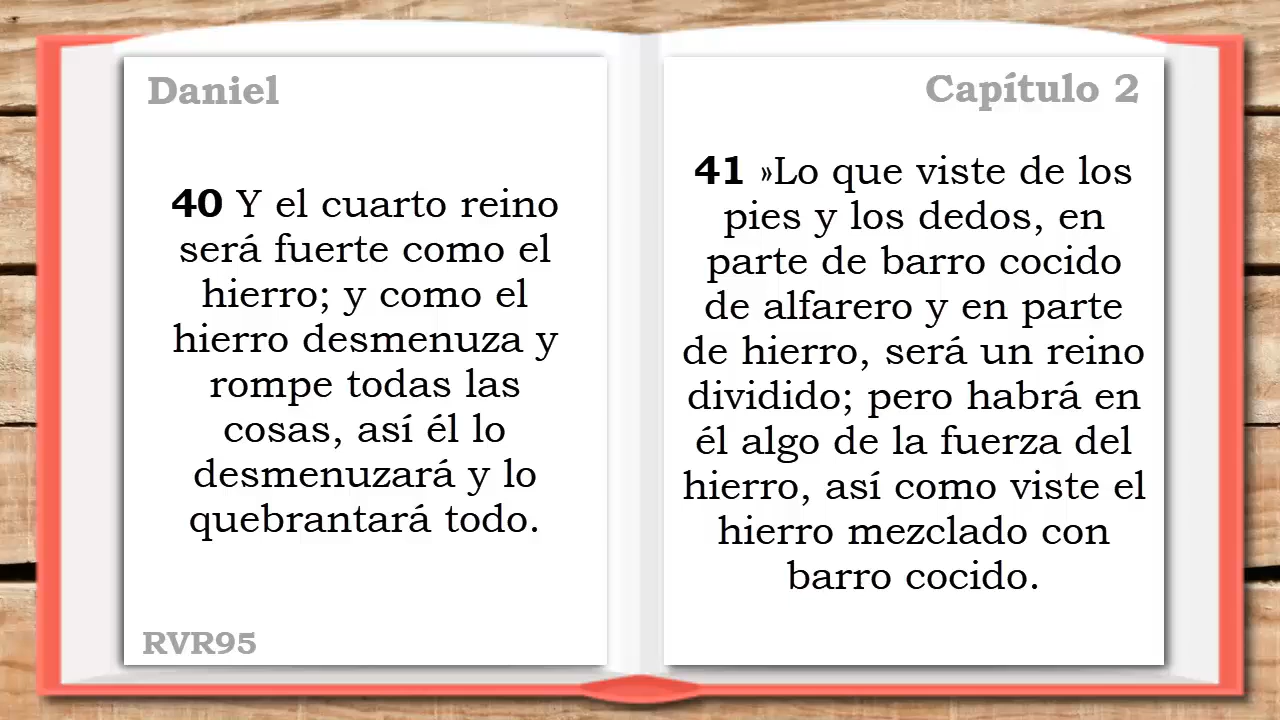 Daniel
40 Y el cuarto reino
será fuerte como el
hierro; y como el
hierro desmenuza y
rompe todas las
cosas, así él lo
desmenuzará y lo
quebrantará todo.
RVR95
Capítulo 2
41 »Lo que viste de los
pies y los dedos, en
parte de barro cocido
de alfarero y en parte
de hierro, será un reino
dividido; pero habrá en
él algo de la fuerza del
hierro, así como viste el
hierro mezclado con
barro cocido.